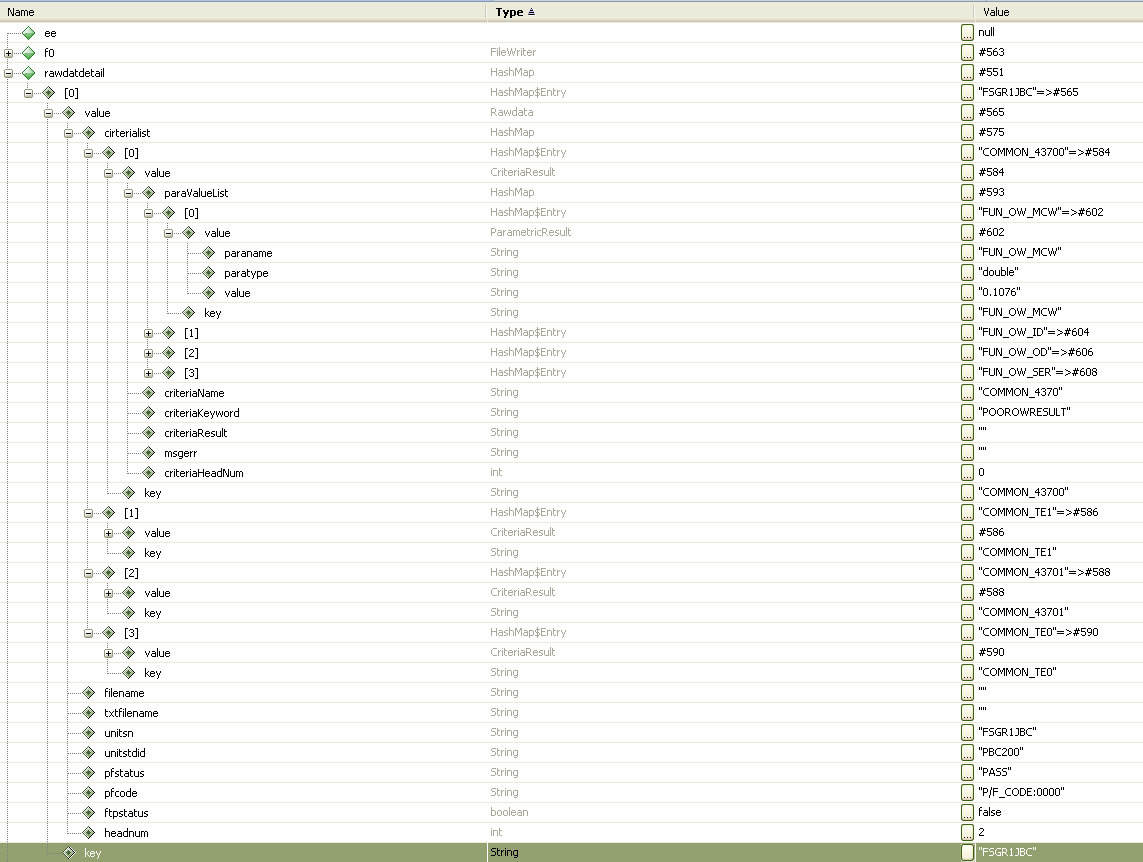 Name Type Value
ee null
f0 FileWriter #563
rawdatdetail HashMap #551
[0] HashMap$Entry "FSGR1JBC"=>#565
value Rawdata #565
cirterialist HashMap #575
[0] HashMap$Entry "COMMON_43700"=>#584
value CriteriaResult #584
paraValueList HashMap #593
[0] HashMap$Entry "FUN_OW_MCW"=>#602
value ParametricResult #602
paraname String "FUN_OW_MCW"
paratype String "double"
value String "0.1076"
key String "FUN_OW_MCW"
[1] HashMap$Entry "FUN_OW_ID"=>#604
[2] HashMap$Entry "FUN_OW_OD"=>#606
[3] HashMap$Entry "FUN_OW_SER"=>#608
criteriaName String "COMMON_4370"
criteriaKeyword String "POOROWRESULT"
criteriaResult String ""
msgerr String ""
criteriaHeadNum int 0
key String "COMMON_43700"
[1] HashMap$Entry "COMMON_TE1"=>#586
value CriteriaResult #586
key String "COMMON_TE1"
[2] HashMap$Entry "COMMON_43701"=>#588
value CriteriaResult #588
key String "COMMON_43701"
[3] HashMap$Entry "COMMON_TE0"=>#590
value CriteriaResult #590
key String "COMMON_TE0"
filename String ""
txtfilename String ""
unitsn String "FSGR1JBC"
unitstdid String "PBC200"
pfstatus String "PASS"
pfcode String "P/F_CODE:0000"
ftpstatus boolean false
headnum int 2
key String "FSGR1JBC"